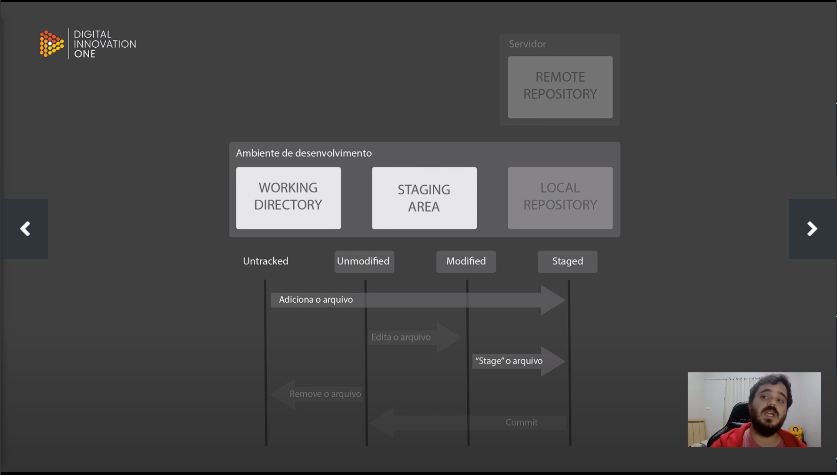 DIGITAL
INNOVATION
ONE
Servidor
REMOTE
REPOSITORY
Ambiente de desenvolvimento
WORKING
DIRECTORY
STAGING
AREA
LOCAL
REPOSITORY
Untracked
Unmodified
Modified
Staged
Adiciona o arquivo
Edita o arquivo
"Stage" o arquivo
Remove o arquivo
Commit